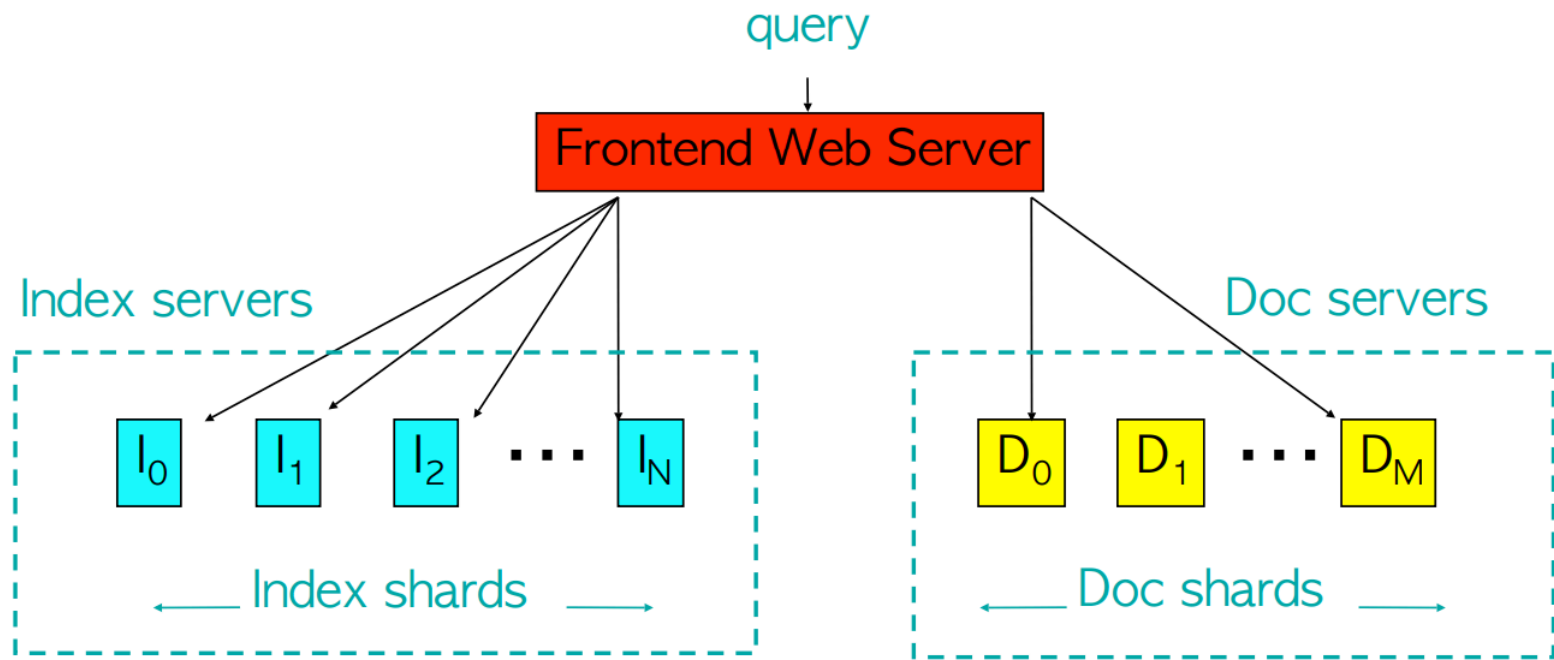 query
Frontend Web Server
Index servers
Doc servers
I0 I1 I2 ... IN
D0 D1 ... DM
Index shards
Doc shards